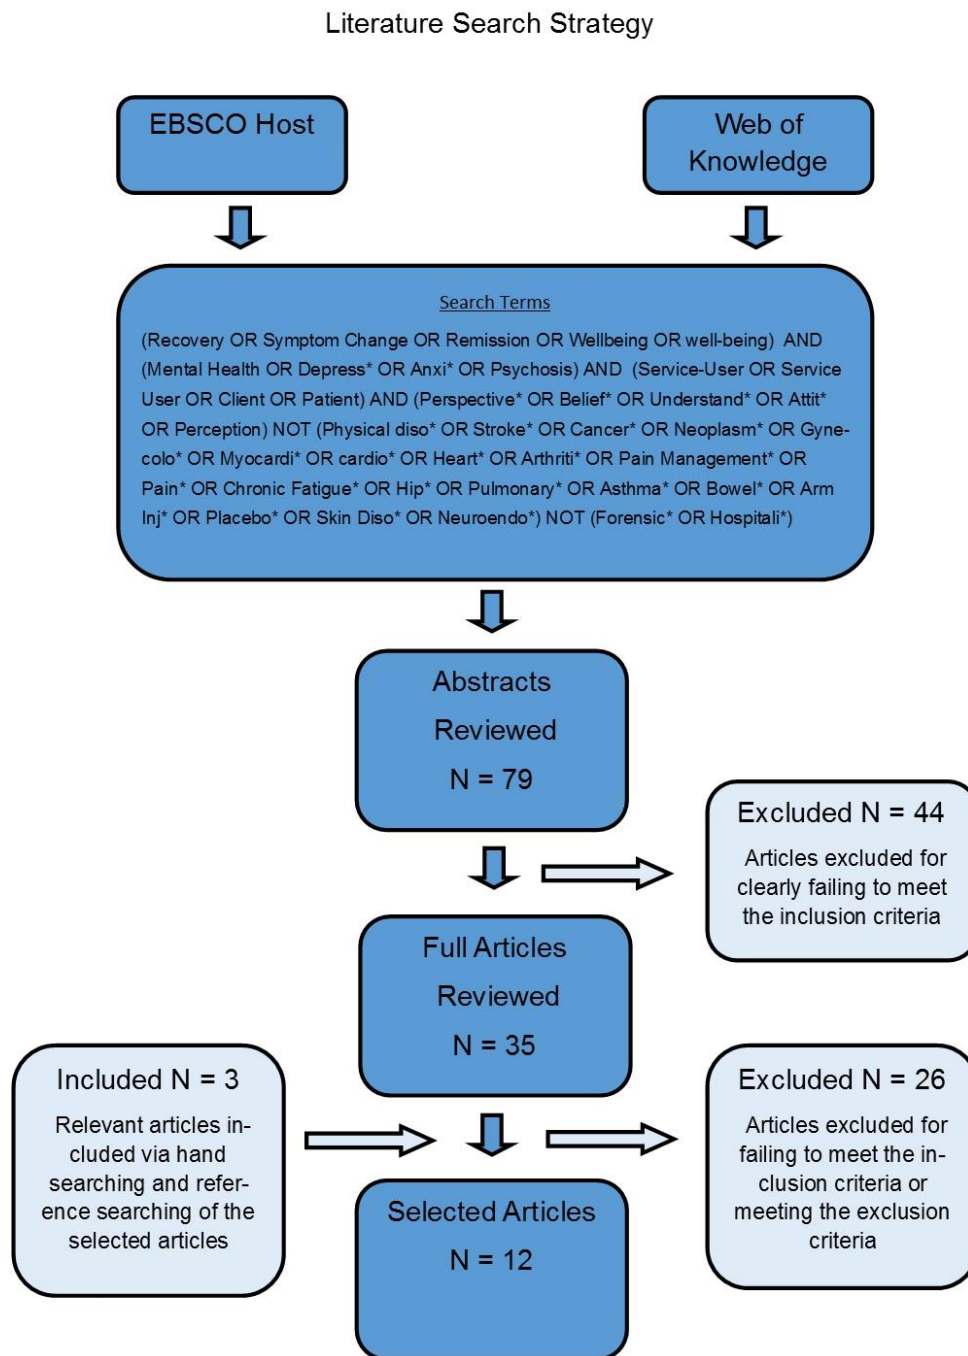 Literature Search Strategy
EBSCO Host
Web of
Knowledge
Search Terms
(Recovery OR Symptom Change OR Remission OR Wellbeing OR well-being) AND
(Mental Health OR Depress* OR Anxi* OR Psychosis) AND (Service-User OR Service
User OR Client OR Patient) AND (Perspective* OR Belief* OR Understand* OR Attit*
OR Perception) NOT (Physical diso* OR Stroke* OR Cancer* OR Neoplasm* OR Gyne-
colo* OR Myocardi* OR cardio* OR Heart* OR Arthriti* OR Pain Management* OR
Pain* OR Chronic Fatigue* OR Hip* OR Pulmonary* OR Asthma* OR Bowel* OR Arm
Inj* OR Placebo* OR Skin Diso* OR Neuroendo*) NOT (Forensic* OR Hospitali*)
Abstracts
Reviewed
N = 79
Excluded N = 44
Articles excluded for
clearly failing to meet
the inclusion criteria
Full Articles
Reviewed
N = 35
Included N = 3
Relevant articles in-
cluded via hand
searching and refer-
ence searching of the
selected articles
Excluded N = 26
Articles excluded for
failing to meet the in-
clusion criteria or
meeting the exclusion
criteria
Selected Articles
N = 12